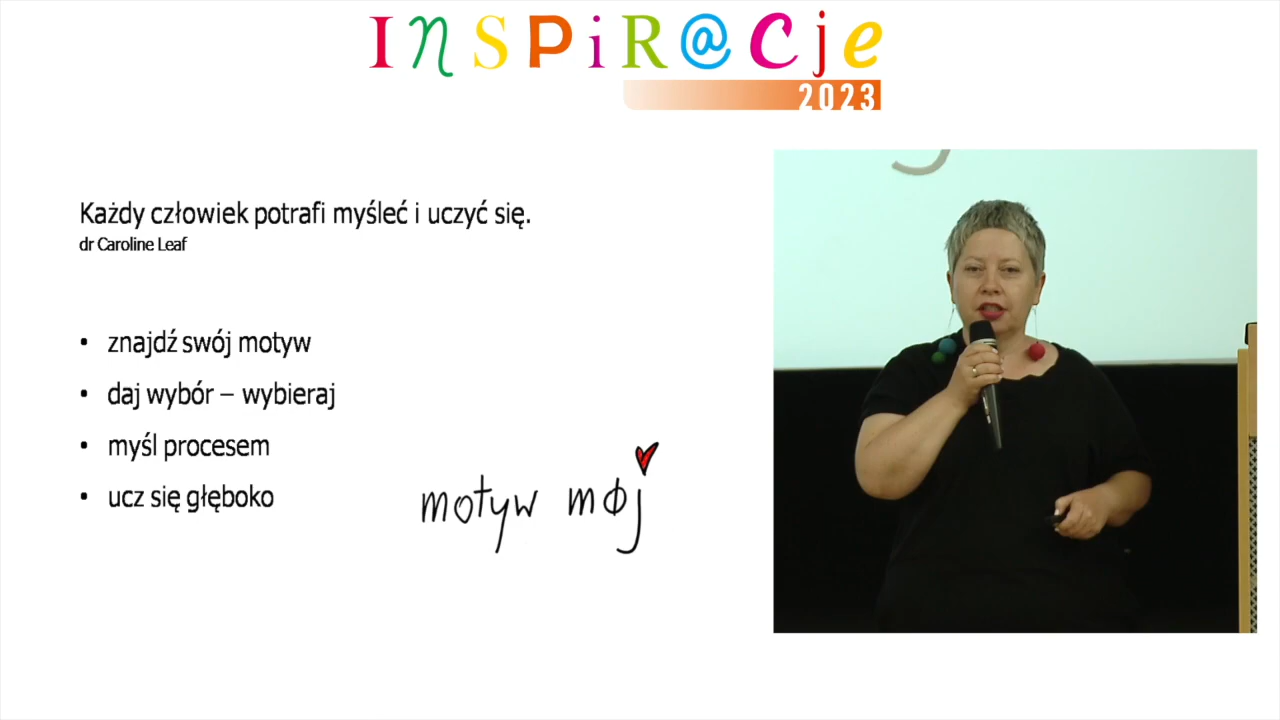 INSPiR@Cje
2023
Każdy człowiek potrafi myśleć i uczyć się.
dr Caroline Leaf
• znajdź swój motyw
• daj wybór – wybieraj
• myśl procesem
• ucz się głęboko
motyw mój